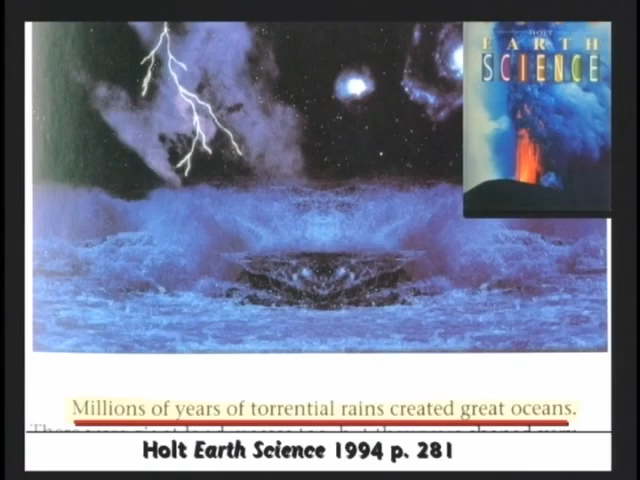 HOLT
EARTH
SCIENCE
Millions of years of torrential rains created great oceans.
Holt Earth Science 1994 p. 281